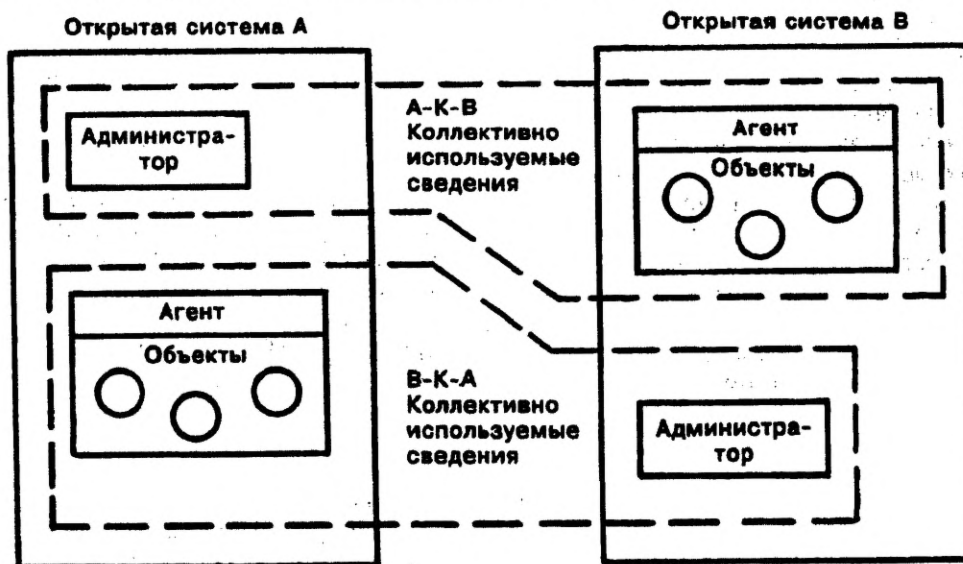 Открытая система А
Открытая система В
Администра-
тор
А-К-В
Коллективно
используемые
сведения
Агент
Объекты
Агент
Объекты
В-К-А
Коллективно
используемые
сведения
Администра-
тор